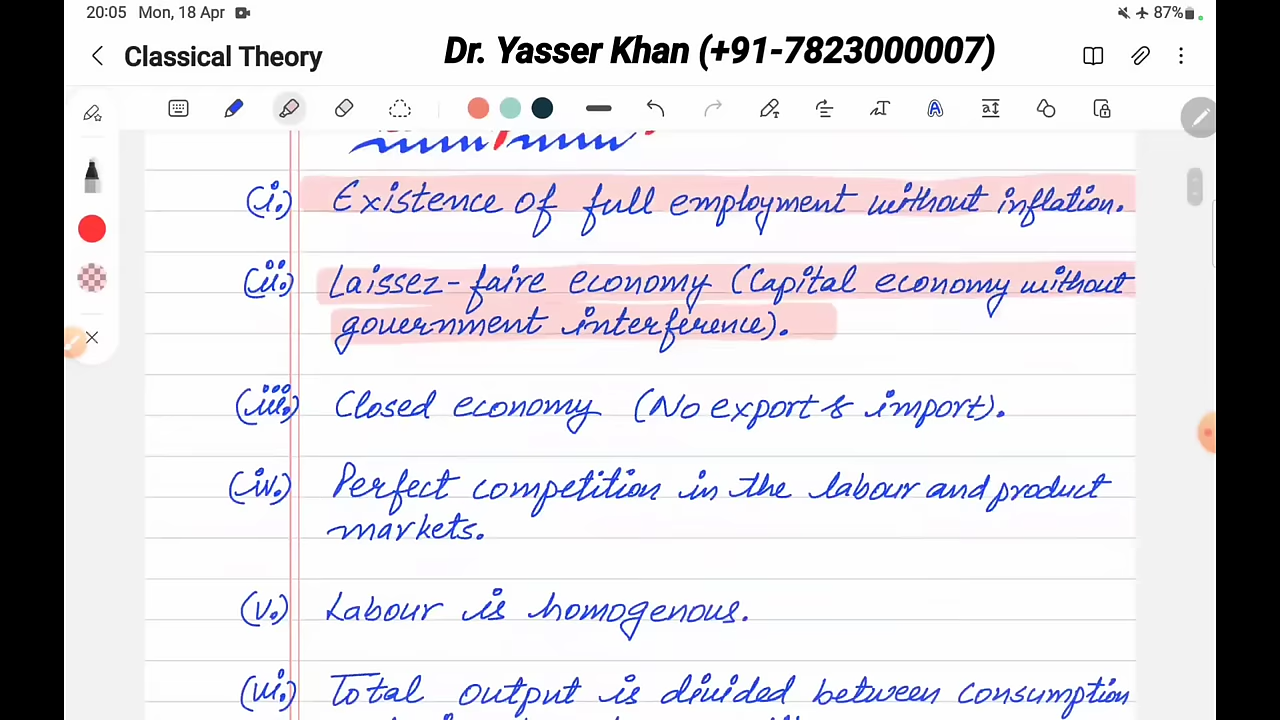 20:05 Mon, 18 Apr
87%
Classical Theory
Dr. Yasser Khan (+91-7823000007)
(i.) Existence of full employment without inflation.
(ii.) Laissez-faire economy (Capital economy without
government interference).
(iii.) Closed economy (No export & import).
(iv.) Perfect competition in the labour and product
markets.
(v.) Labour is homogenous.
(vi.) Total output is divided between consumption